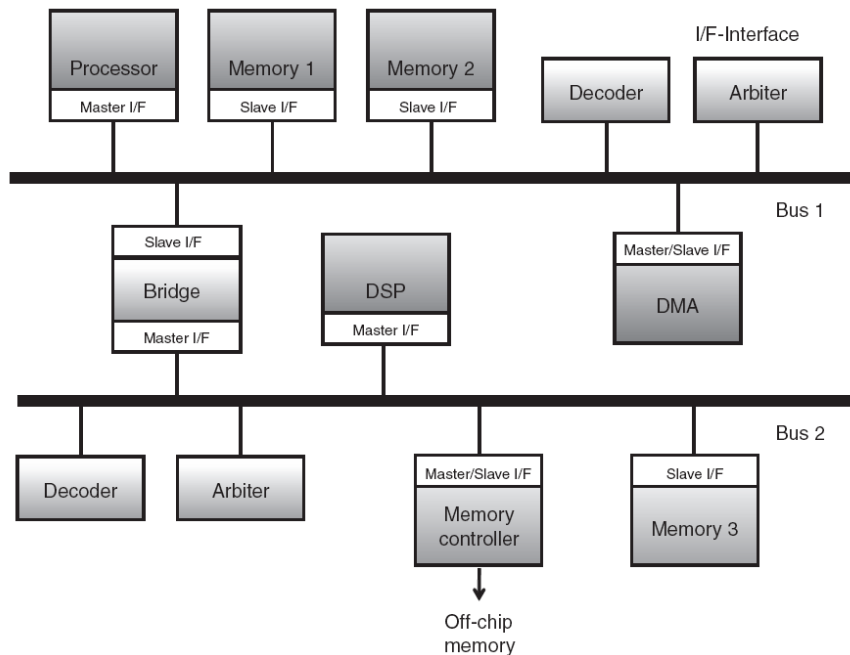 I/F-Interface
Processor
Master I/F
Memory 1
Slave I/F
Memory 2
Slave I/F
Decoder
Arbiter
Bus 1
Slave I/F
Bridge
Master I/F
DSP
Master I/F
Master/Slave I/F
DMA
Bus 2
Decoder
Arbiter
Master/Slave I/F
Memory
controller
Slave I/F
Memory 3
Off-chip
memory